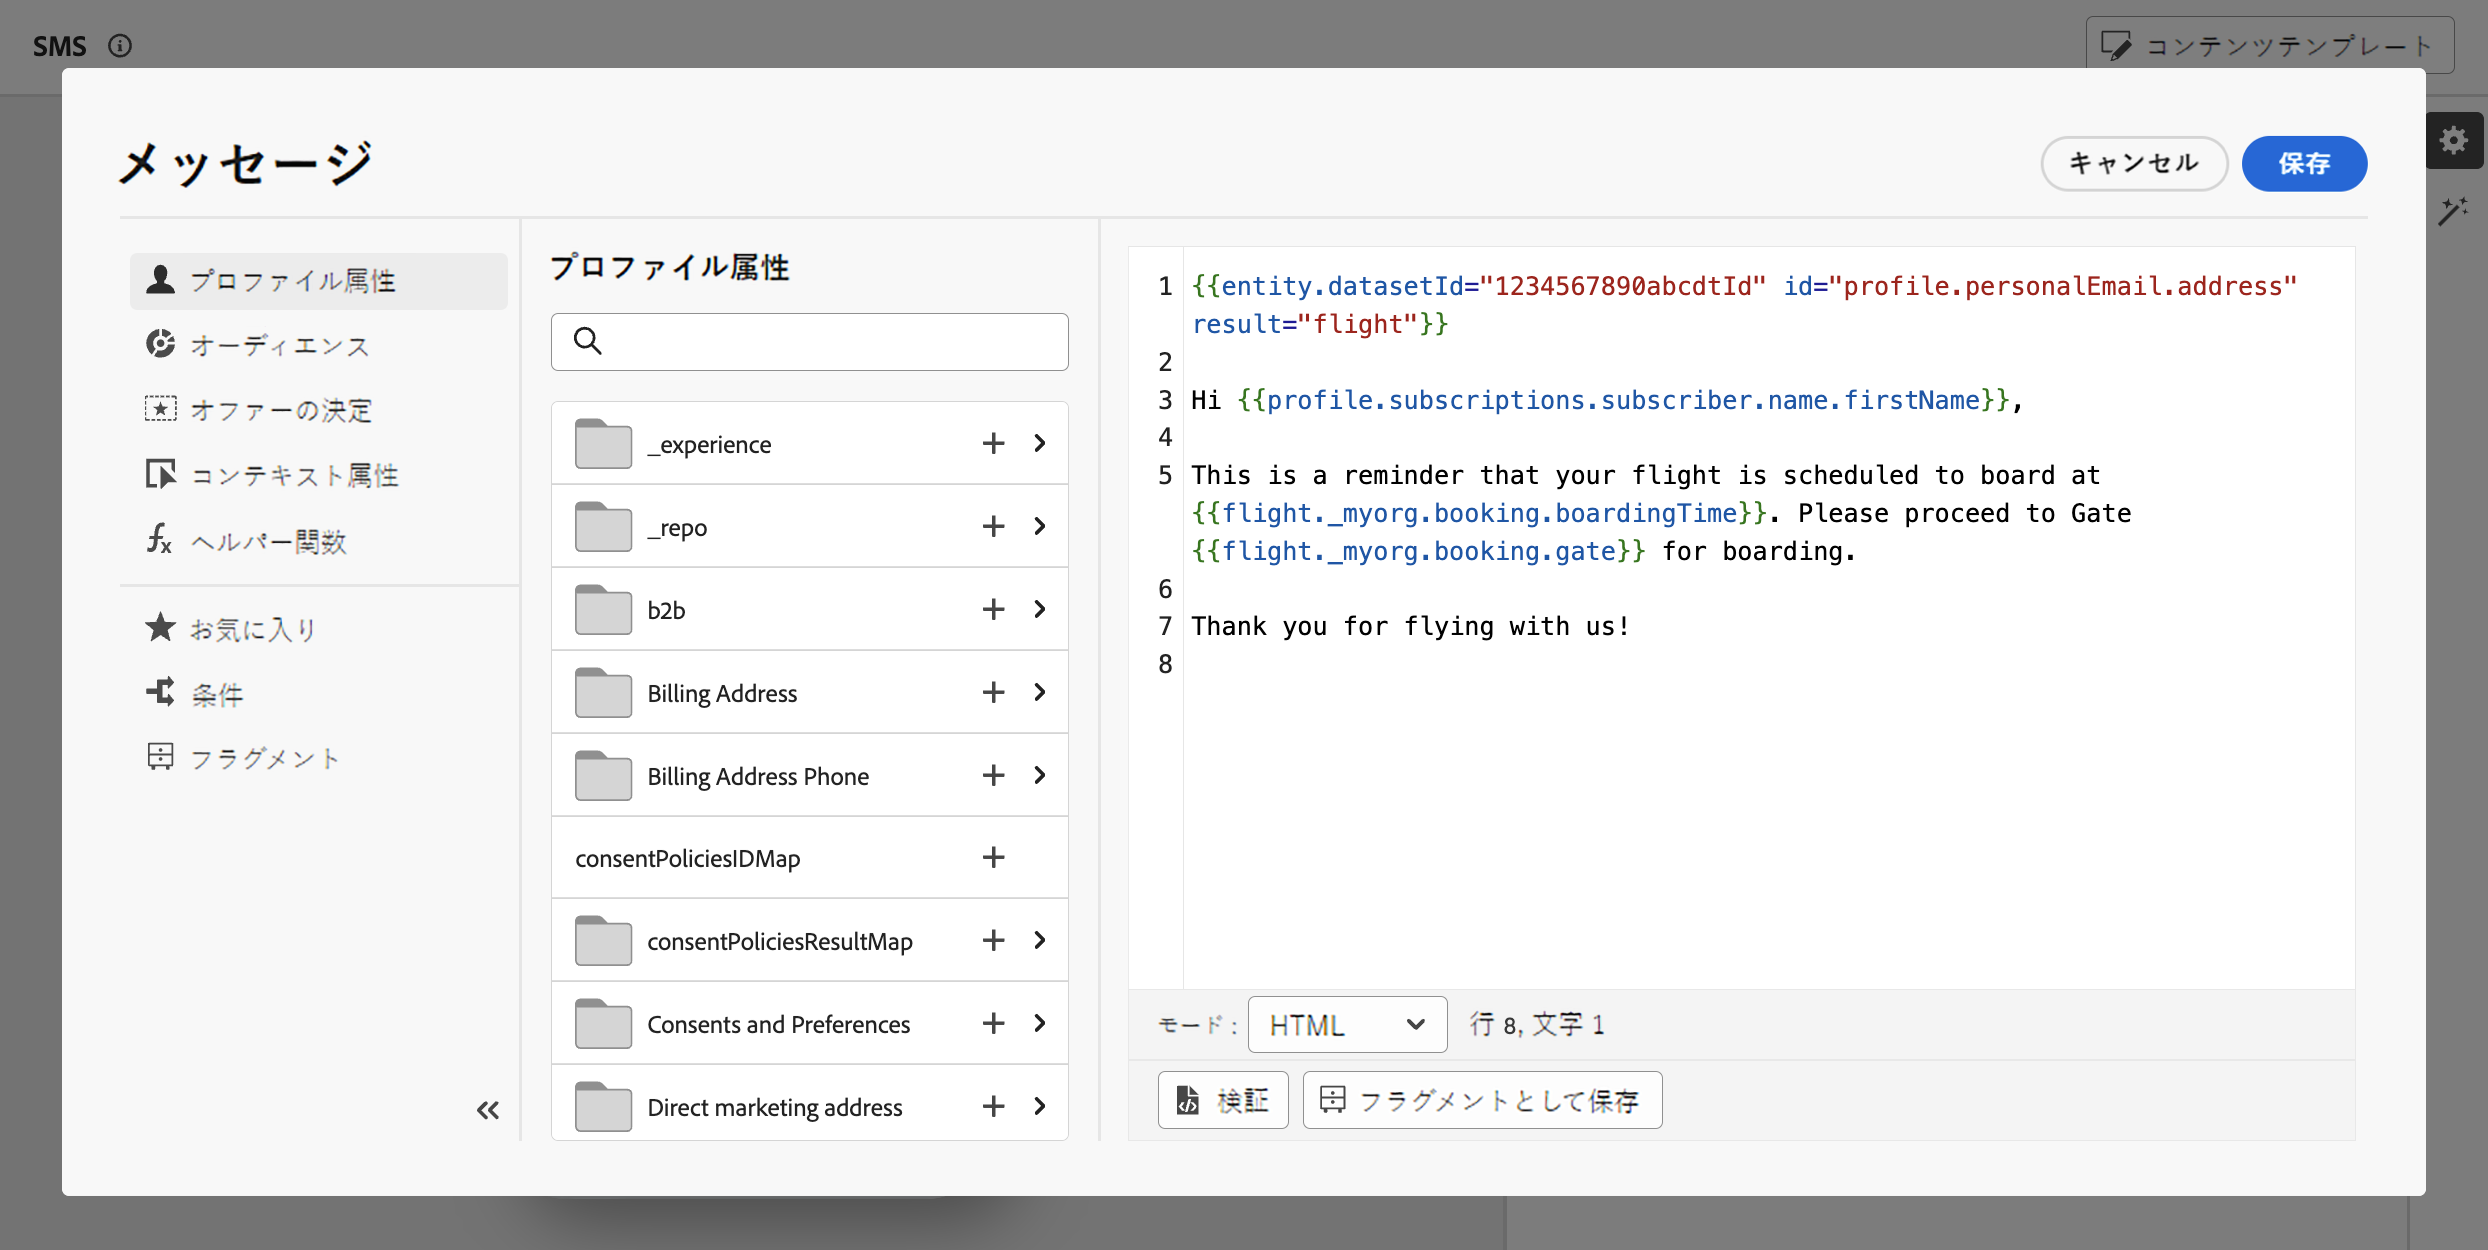 SMS
コンテンツテンプレート
メッセージ
キャンセル
保存
プロファイル属性
オーディエンス
オファーの決定
コンテキスト属性
ヘルパー関数
お気に入り
条件
フラグメント
プロファイル属性
_experience
_repo
b2b
Billing Address
Billing Address Phone
consentPoliciesIDMap
consentPoliciesResultMap
Consents and Preferences
Direct marketing address
1 {{entity.datasetId="1234567890abcdtId" id="profile.personalEmail.address"
result="flight"}}
2
3 Hi {{profile.subscriptions.subscriber.name.firstName}},
4
5 This is a reminder that your flight is scheduled to board at
{{flight._myorg.booking.boardingTime}}. Please proceed to Gate
{{flight._myorg.booking.gate}} for boarding.
6
7 Thank you for flying with us!
8
モード : HTML 行 8, 文字 1
検証
フラグメントとして保存